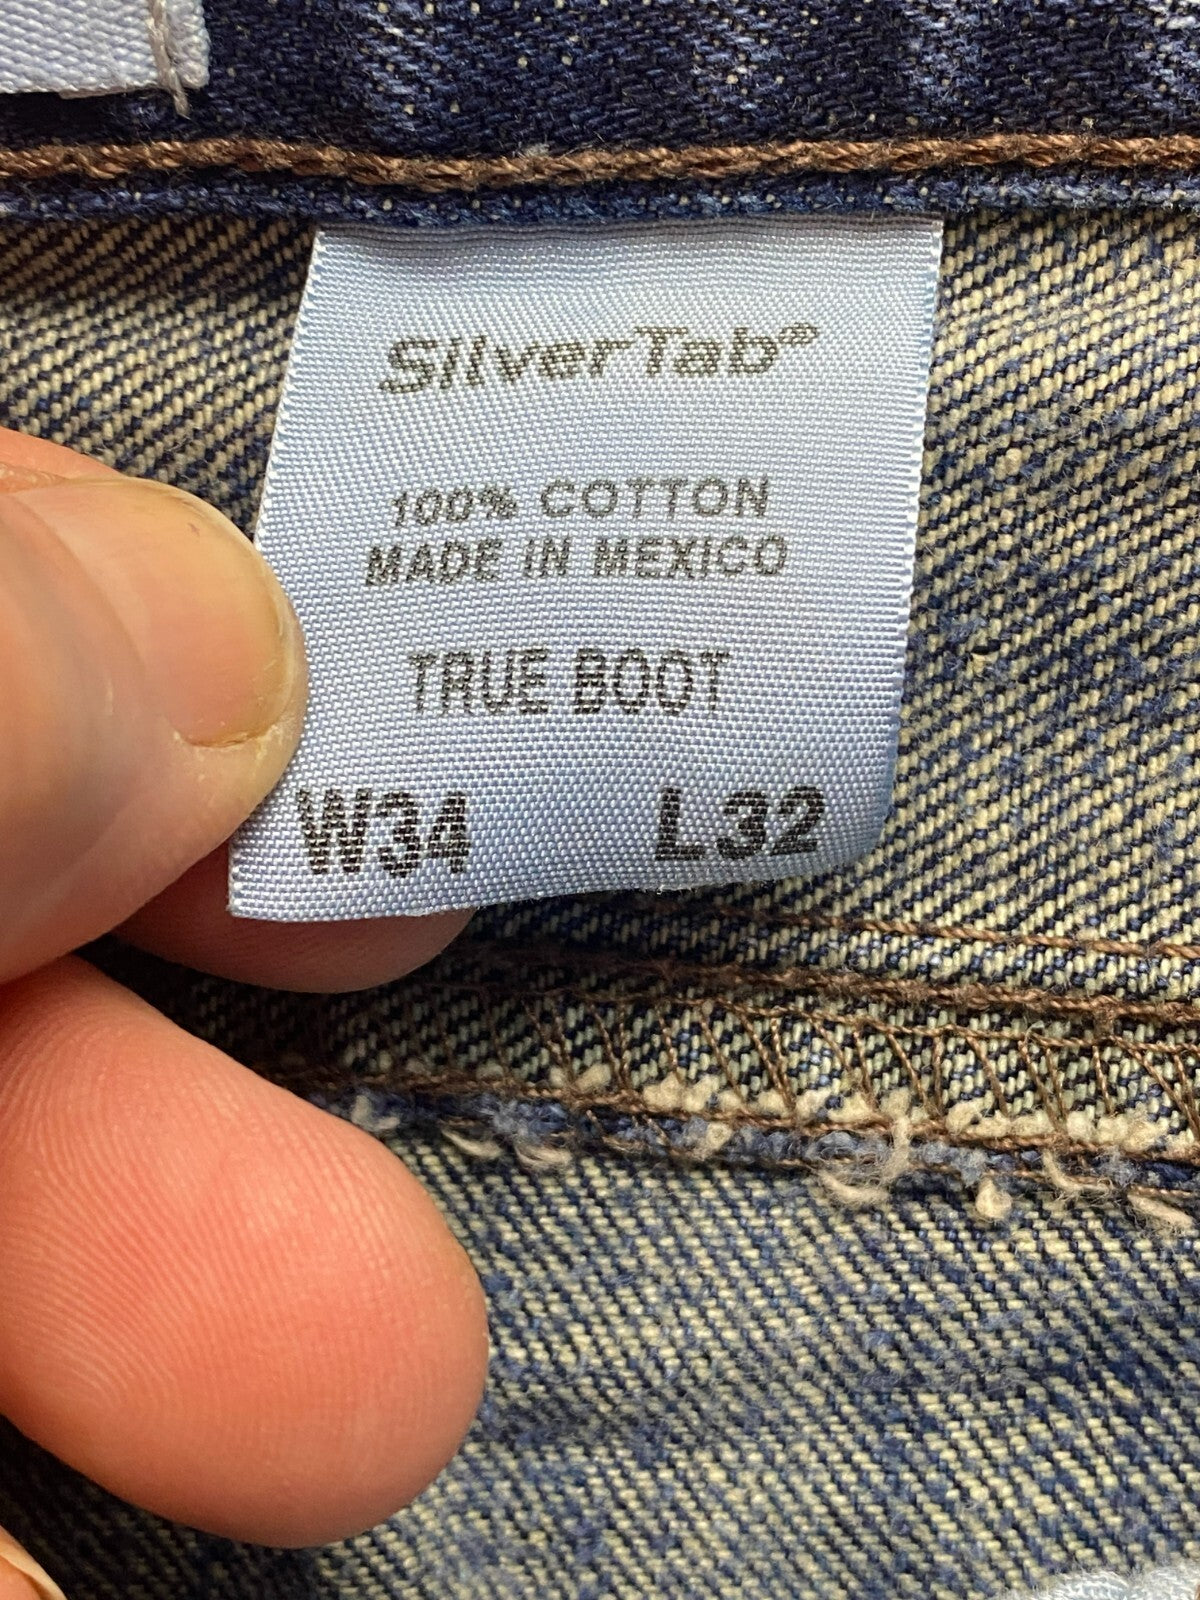 SilverTab®
100% COTTON
MADE IN MEXICO
TRUE BOOT
W34 L32